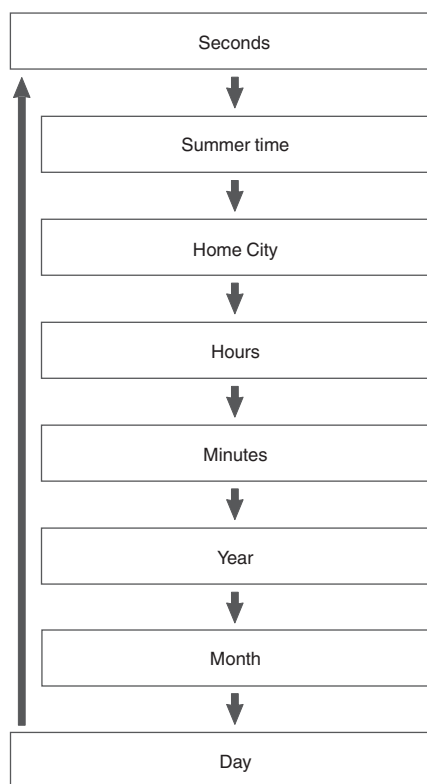 Seconds
Summer time
Home City
Hours
Minutes
Year
Month
Day